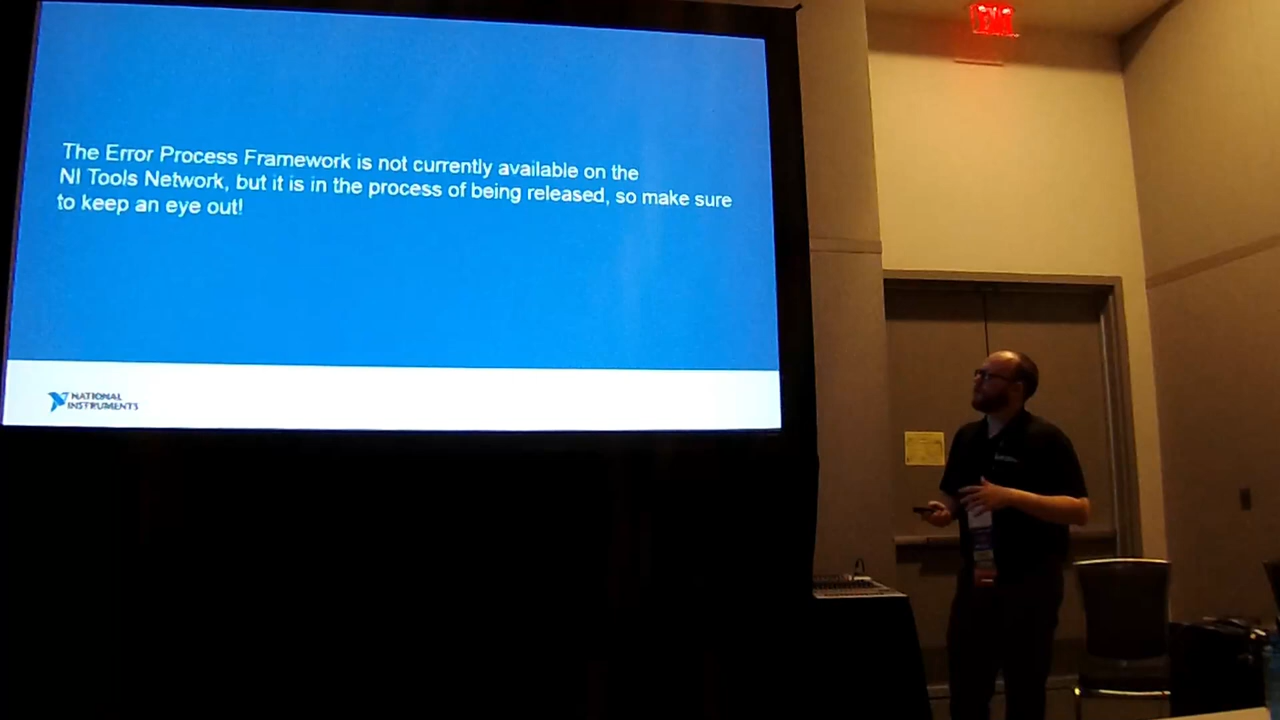 The Error Process Framework is not currently available on the
NI Tools Network, but it is in the process of being released, so make sure
to keep an eye out!
NATIONAL
INSTRUMENTS
EXIT